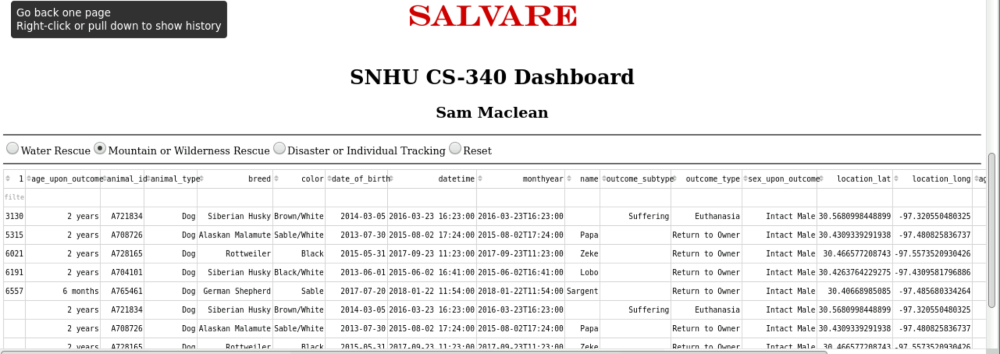 Go back one page
Right-click or pull down to show history
SALVARE
SNHU CS-340 Dashboard
Sam Maclean
Water Rescue Mountain or Wilderness Rescue Disaster or Individual Tracking Reset
1 age_upon_outcome animal_id animal_type breed color date_of_birth datetime monthyear name outcome_subtype outcome_type sex_upon_outcome location_lat location_long ag
filte
3130 2 years A721834 Dog Siberian Husky Brown/White 2014-03-05 2016-03-23 16:23:00 2016-03-23T16:23:00 Suffering Euthanasia Intact Male 30.5680998448899 -97.320550480325
5315 2 years A708726 Dog Alaskan Malamute Sable/White 2013-07-30 2015-08-02 17:24:00 2015-08-02T17:24:00 Papa Return to Owner Intact Male 30.4309339291938 -97.480825836737
6021 2 years A728165 Dog Rottweiler Black 2015-05-31 2017-09-23 11:23:00 2017-09-23T11:23:00 Zeke Return to Owner Intact Male 30.466577208743 -97.5573520930426
6191 2 years A704101 Dog Siberian Husky Black/White 2013-06-01 2015-06-02 16:41:00 2015-06-02T16:41:00 Lobo Return to Owner Intact Male 30.4263764229275 -97.4309581796886
6557 6 months A765461 Dog German Shepherd Sable 2017-07-20 2018-01-22 11:54:00 2018-01-22T11:54:00 Sargent Return to Owner Intact Male 30.40668985085 -97.485680334264
2 years A721834 Dog Siberian Husky Brown/White 2014-03-05 2016-03-23 16:23:00 2016-03-23T16:23:00 Suffering Euthanasia Intact Male 30.5680998448899 -97.320550480325
2 years A708726 Dog Alaskan Malamute Sable/White 2013-07-30 2015-08-02 17:24:00 2015-08-02T17:24:00 Papa Return to Owner Intact Male 30.4309339291938 -97.480825836737
2 years A728165 Dog Rottweiler Black 2015-05-31 2017-09-23 11:23:00 2017-09-23T11:23:00 Zeke Return to Owner Intact Male 30.466577208743 -97.5573520930426